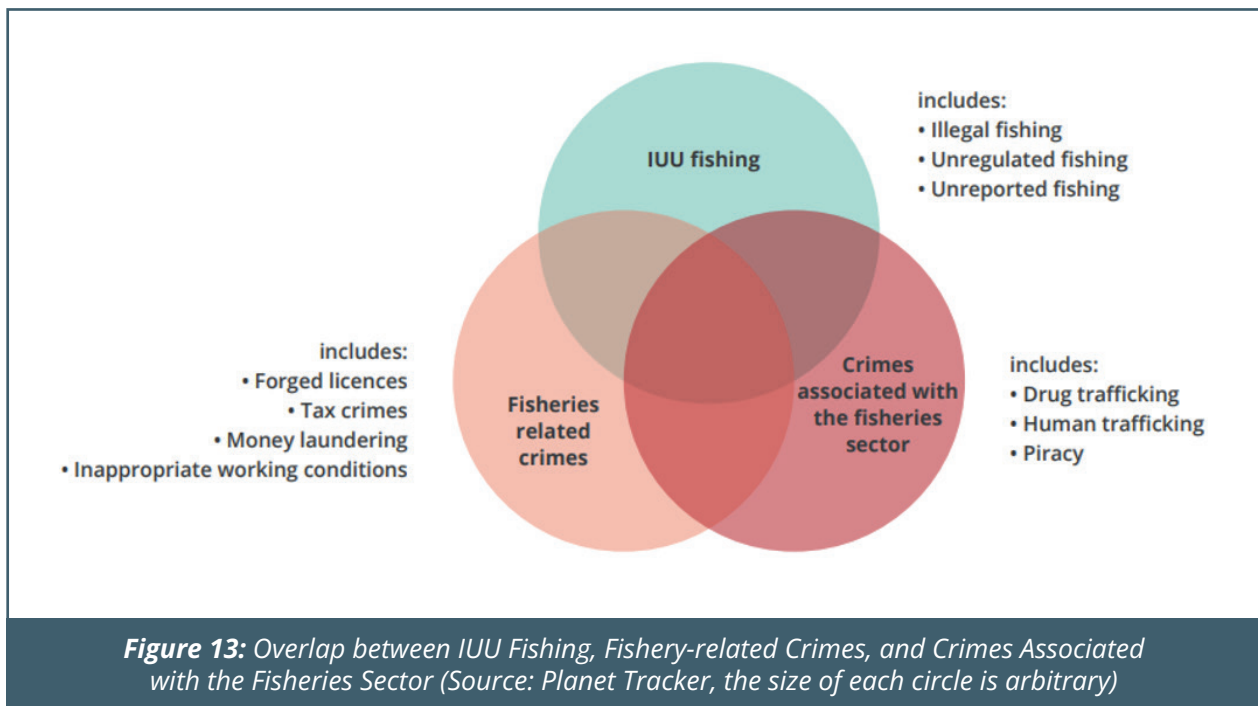 IUU fishing
includes:
• Illegal fishing
• Unregulated fishing
• Unreported fishing
includes:
• Forged licences
• Tax crimes
• Money laundering
• Inappropriate working conditions
Fisheries
related
crimes
Crimes
associated with
the fisheries
sector
includes:
• Drug trafficking
• Human trafficking
• Piracy
Figure 13: Overlap between IUU Fishing, Fishery-related Crimes, and Crimes Associated
with the Fisheries Sector (Source: Planet Tracker, the size of each circle is arbitrary)